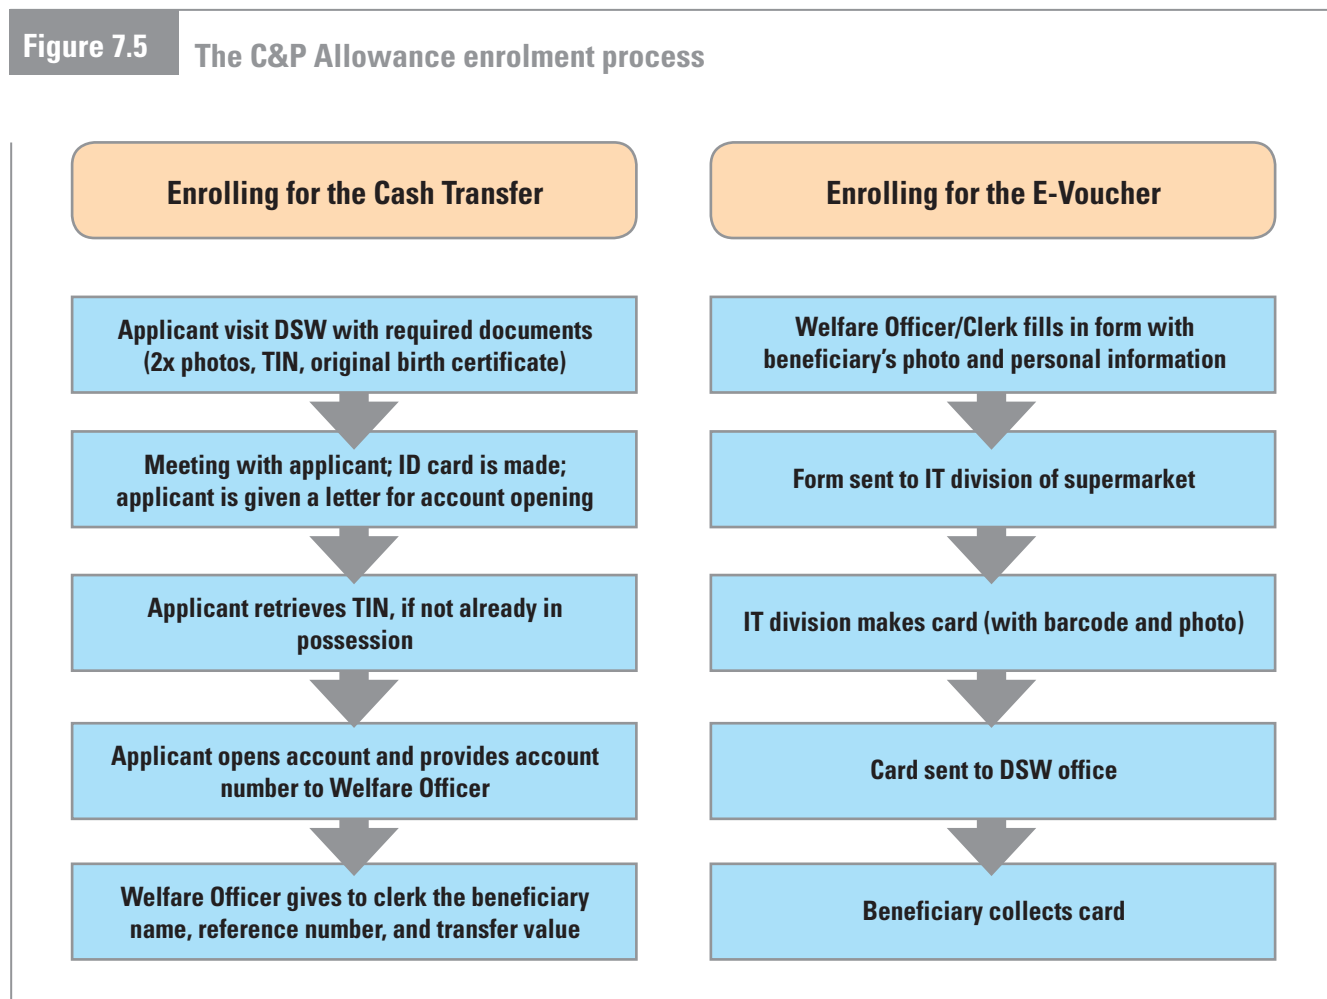 Figure 7.5
The C&P Allowance enrolment process
Enrolling for the Cash Transfer
Applicant visit DSW with required documents
(2x photos, TIN, original birth certificate)
Meeting with applicant; ID card is made;
applicant is given a letter for account opening
Applicant retrieves TIN, if not already in
possession
Applicant opens account and provides account
number to Welfare Officer
Welfare Officer gives to clerk the beneficiary
name, reference number, and transfer value
Enrolling for the E-Voucher
Welfare Officer/Clerk fills in form with
beneficiary’s photo and personal information
Form sent to IT division of supermarket
IT division makes card (with barcode and photo)
Card sent to DSW office
Beneficiary collects card